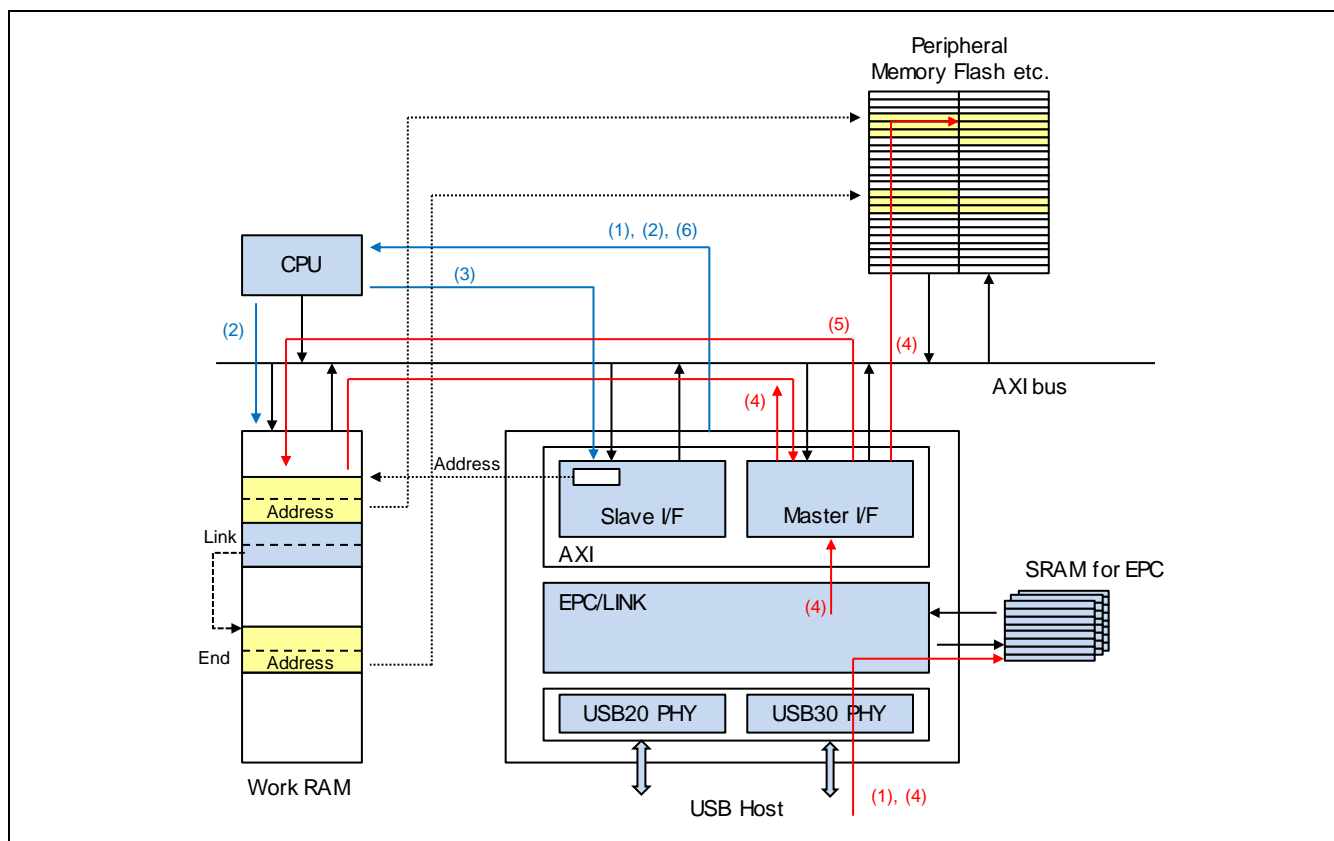 Peripheral
Memory Flash etc.
(1), (2), (6)
CPU
(3)
(2)
(5)
(4)
AXI bus
(4)
Address
Slave I/F
Master I/F
Address
Link
AXI
SRAM for EPC
EPC/LINK
(4)
End
Address
USB20 PHY
USB30 PHY
Work RAM
USB Host
(1), (4)